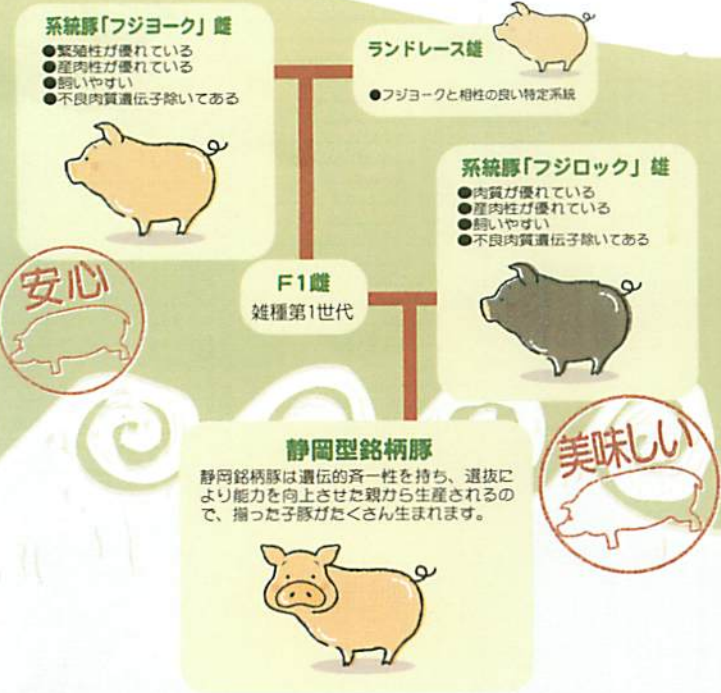 系統豚「フジヨーク」雌
●繁殖性が優れている
●産肉性が優れている
●飼いやすい
●不良肉質遺伝子除いてある
ランドレース雄
●フジヨークと相性の良い特定系統
系統豚「フジロック」雄
●肉質が優れている
●産肉性が優れている
●飼いやすい
●不良肉質遺伝子除いてある
安心
F1雌
雑種第1世代
美味しい
静岡型銘柄豚
静岡銘柄豚は遺伝的斉一性を持ち、選抜に
より能力を向上させた親から生産されるの
で、揃った子豚がたくさん生まれます。